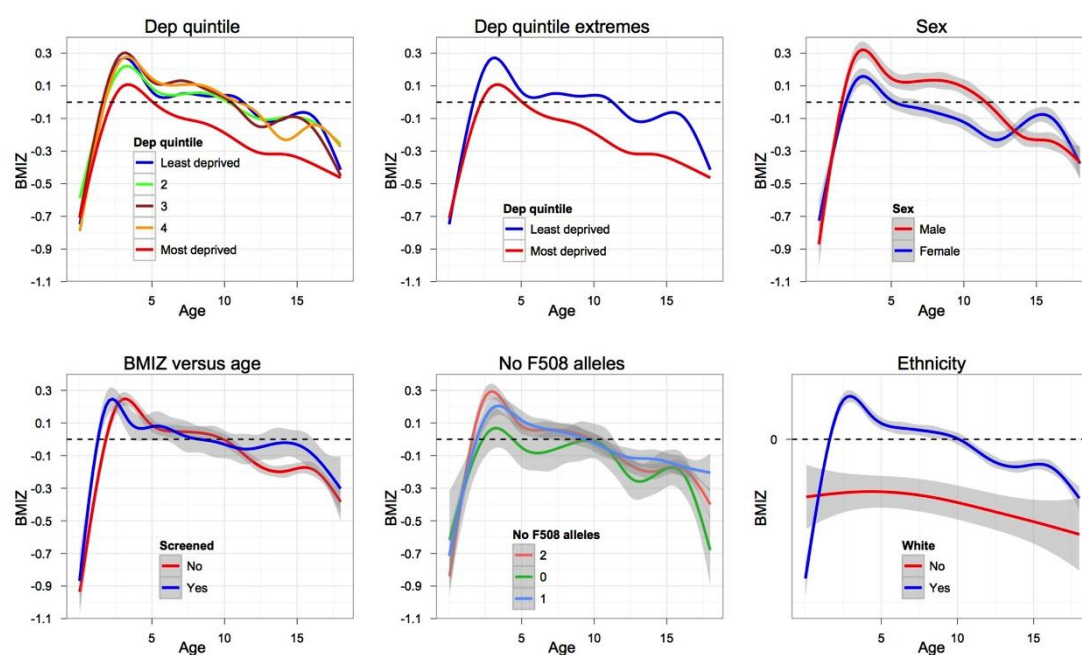 Dep quintile
0.3
0.1
-0.1
-0.3
-0.5
-0.7
-0.9
-1.1
BMIZ
Dep quintile
Least deprived
2
3
4
Most deprived
5
10
15
Age
Dep quintile extremes
0.3
0.1
-0.1
-0.3
-0.5
-0.7
-0.9
-1.1
BMIZ
Dep quintile
Least deprived
Most deprived
5
10
15
Age
Sex
0.3
0.1
-0.1
-0.3
-0.5
-0.7
-0.9
-1.1
BMIZ
Sex
Male
Female
5
10
15
Age
BMIZ versus age
0.3
0.1
-0.1
-0.3
-0.5
-0.7
-0.9
-1.1
BMIZ
Screened
No
Yes
5
10
15
Age
No F508 alleles
0.3
0.1
-0.1
-0.3
-0.5
-0.7
-0.9
-1.1
BMIZ
No F508 alleles
2
0
1
5
10
15
Age
Ethnicity
0
BMIZ
White
No
Yes
5
10
15
Age